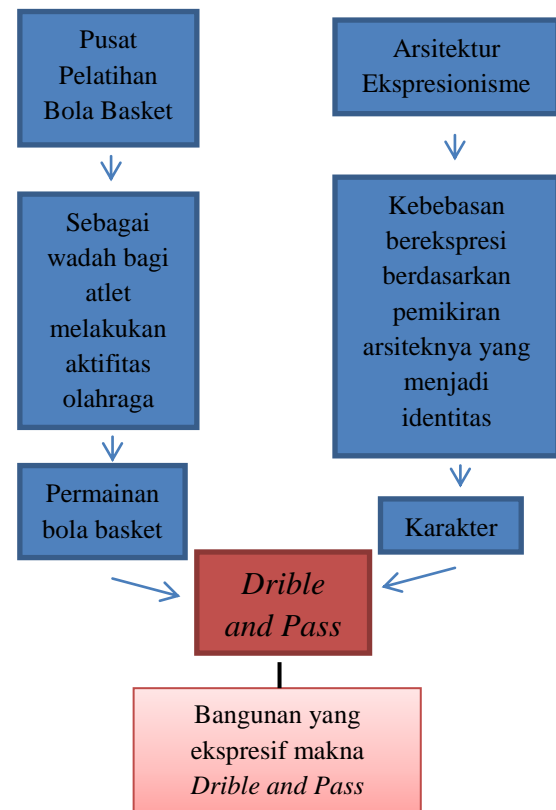 Pusat
Pelatihan
Bola Basket
Sebagai
wadah bagi
atlet
melakukan
aktifitas
olahraga
Permainan
bola basket
Arsitektur
Ekspresionisme
Kebebasan
berekspresi
berdasarkan
pemikiran
arsiteknya yang
menjadi
identitas
Karakter
Drible
and Pass
Bangunan yang
ekspresif makna
Drible and Pass